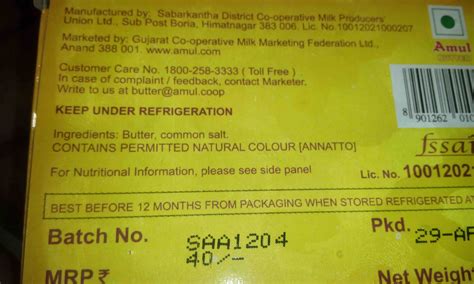 Manufactured by: Sabarkantha District Co-operative Milk Producers'
Union Ltd., Sub Post Boria, Himatnagar 383 006. Lic. No. 10012021000207
Marketed by: Gujarat Co-operative Milk Marketing Federation Ltd.,
Anand 388 001. www.amul.com
Amul
Customer Care No. 1800-258-3333 ( Toll Free )
In case of complaint / feedback, contact Marketer.
Write to us at butter@amul.coop
KEEP UNDER REFRIGERATION
8 901262 010
Ingredients: Butter, common salt.
CONTAINS PERMITTED NATURAL COLOUR [ANNATTO]
fssai
For Nutritional Information, please see side panel
Lic. No. 1001202
BEST BEFORE 12 MONTHS FROM PACKAGING WHEN STORED REFRIGERATED
Batch No. SAA1204 Pkd. 29-AP
MRP ₹ 40/- Net Weigh